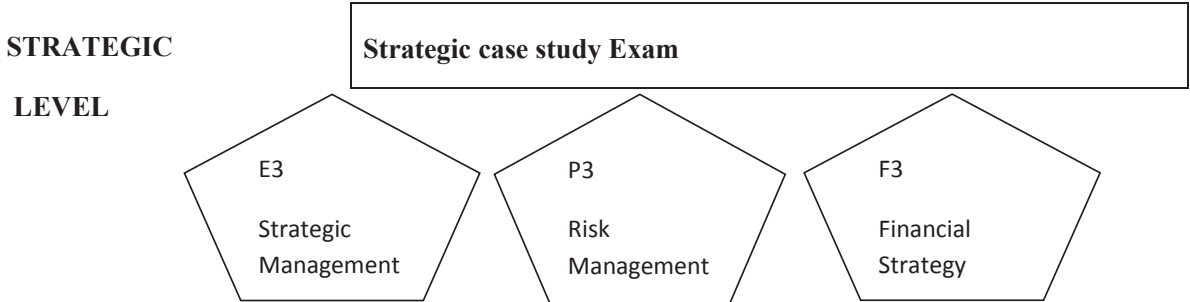 STRATEGIC
LEVEL
Strategic case study Exam
E3
Strategic
Management
P3
Risk
Management
F3
Financial
Strategy